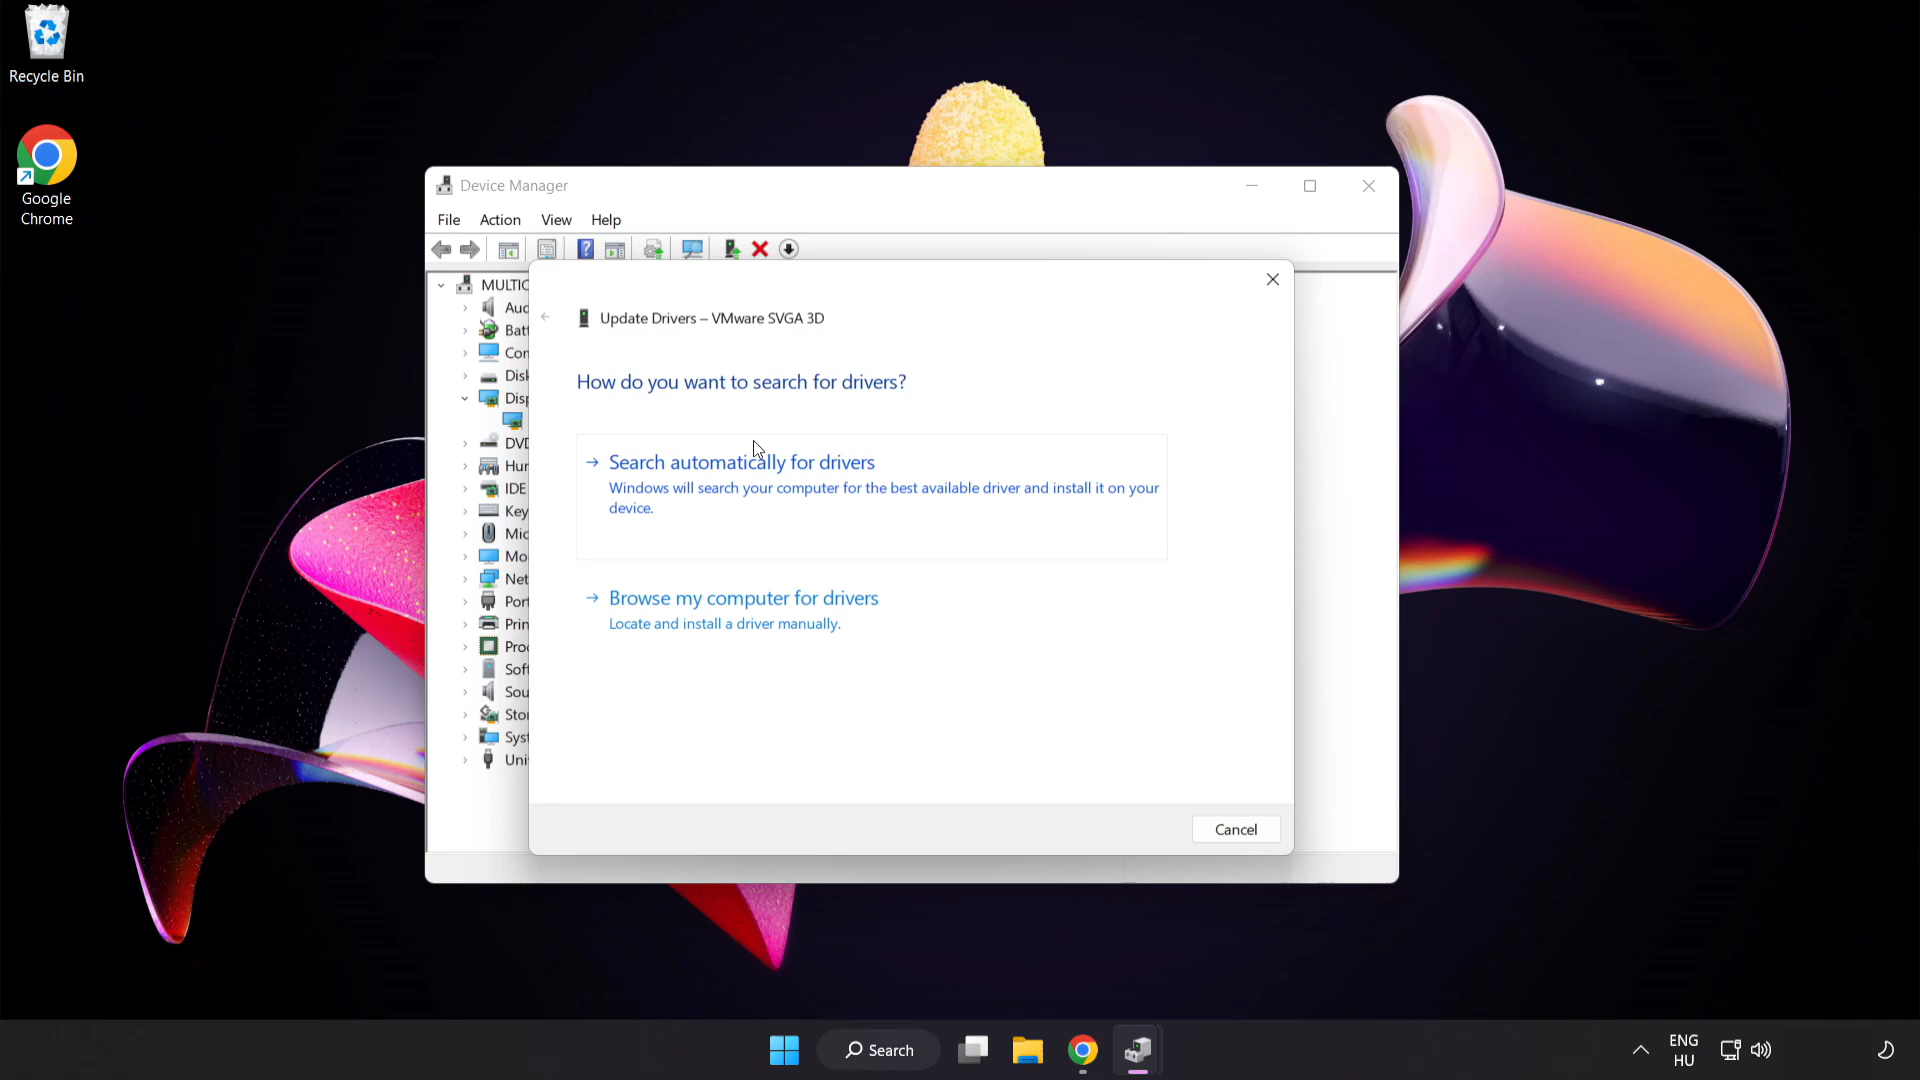 Recycle Bin
Google
Chrome
Device Manager
File Action View Help
Update Drivers – VMware SVGA 3D
How do you want to search for drivers?
Search automatically for drivers
Windows will search your computer for the best available driver and install it on your
device.
Browse my computer for drivers
Locate and install a driver manually.
Cancel
MULTIC
Aud
Batt
Con
Disk
Disp
DVD
Hur
IDE
Key
Mic
Mo
Net
Port
Prin
Proc
Soft
Sou
Stor
Syst
Uni
Search
ENG
HU